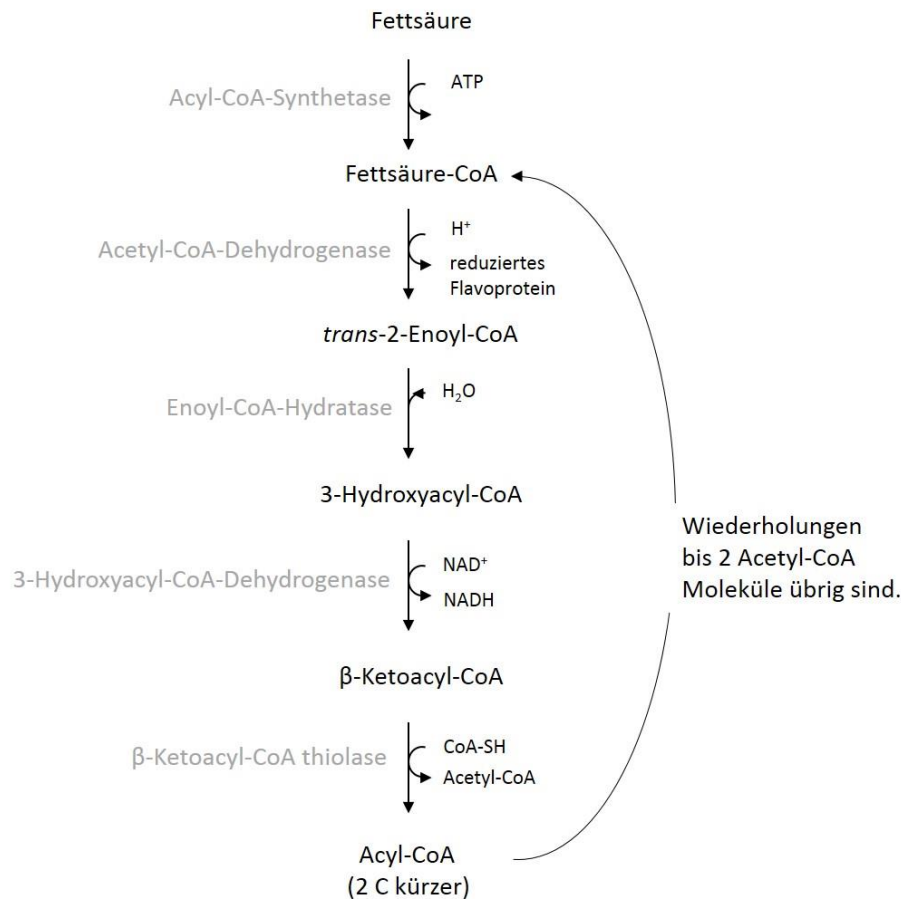 Fettsäure
ATP
Acyl-CoA-Synthetase
Fettsäure-CoA
H⁺
Acetyl-CoA-Dehydrogenase
reduziertes
Flavoprotein
trans-2-Enoyl-CoA
H₂O
Enoyl-CoA-Hydratase
3-Hydroxyacyl-CoA
NAD⁺
3-Hydroxyacyl-CoA-Dehydrogenase
NADH
β-Ketoacyl-CoA
CoA-SH
β-Ketoacyl-CoA thiolase
Acetyl-CoA
Acyl-CoA
(2 C kürzer)
Wiederholungen
bis 2 Acetyl-CoA
Moleküle übrig sind.